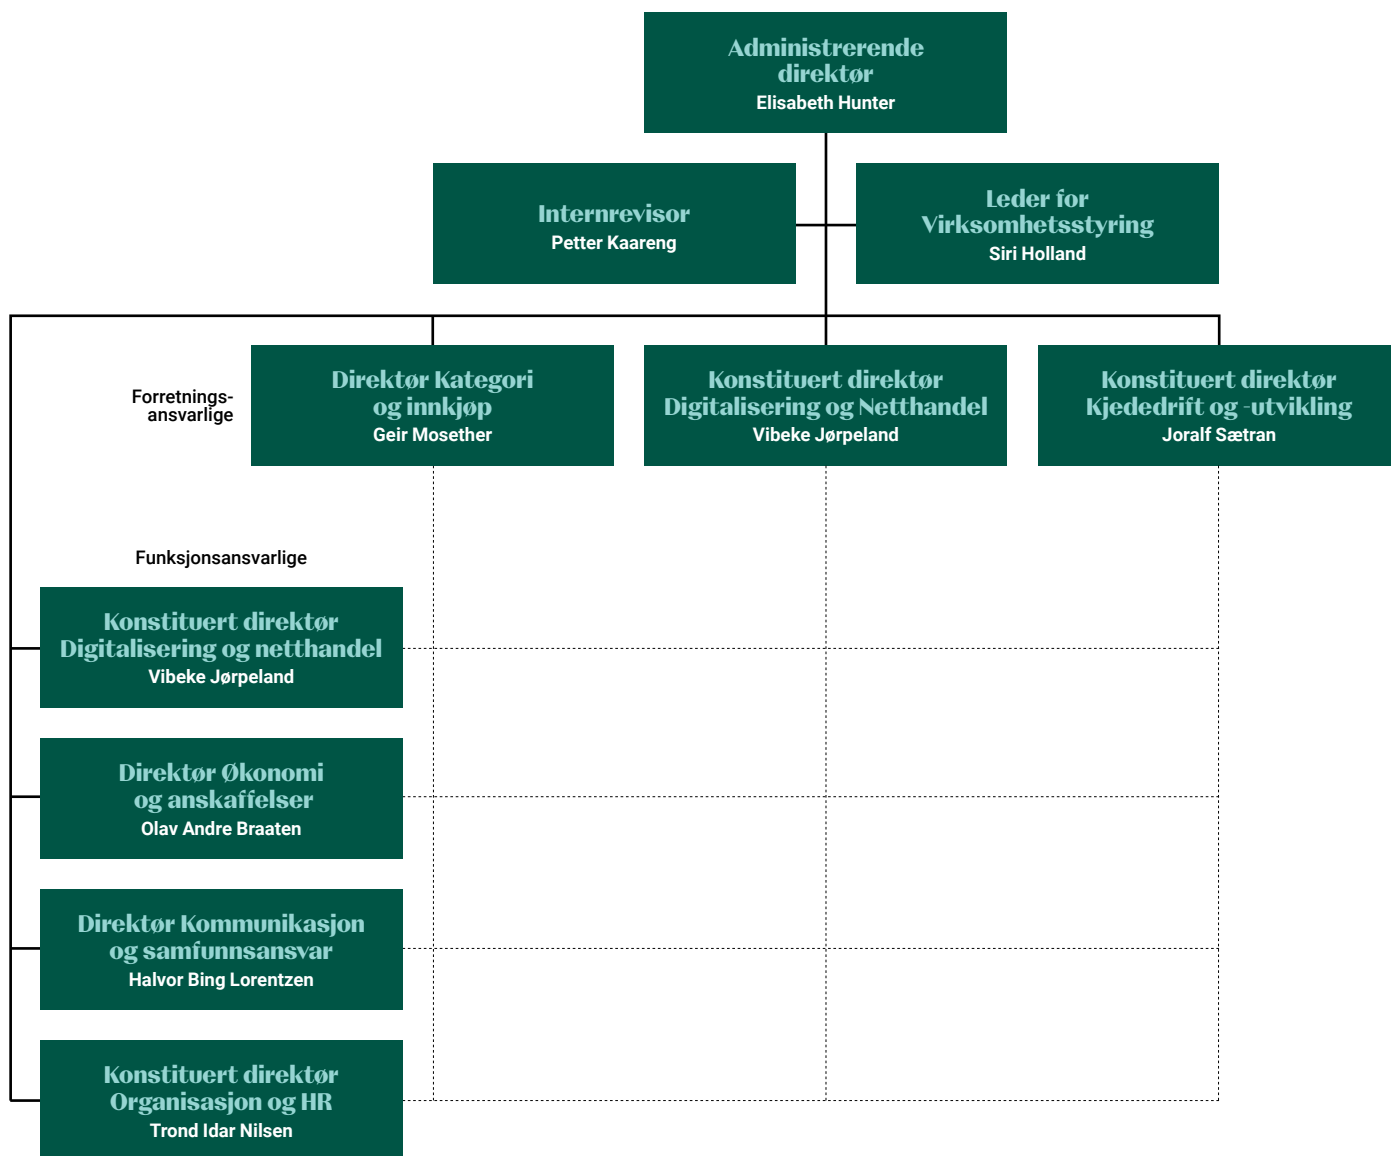 Administrerende
direktør
Elisabeth Hunter
Internrevisor
Petter Kaareng
Leder for
Virksomhetsstyring
Siri Holland
Forretnings-
ansvarlige
Direktør Kategori
og innkjøp
Geir Mosether
Konstituert direktør
Digitalisering og Netthandel
Vibeke Jørpeland
Konstituert direktør
Kjededrift og -utvikling
Joralf Sætran
Funksjonsansvarlige
Konstituert direktør
Digitalisering og netthandel
Vibeke Jørpeland
Direktør Økonomi
og anskaffelser
Olav Andre Braaten
Direktør Kommunikasjon
og samfunnsansvar
Halvor Bing Lorentzen
Konstituert direktør
Organisasjon og HR
Trond Idar Nilsen